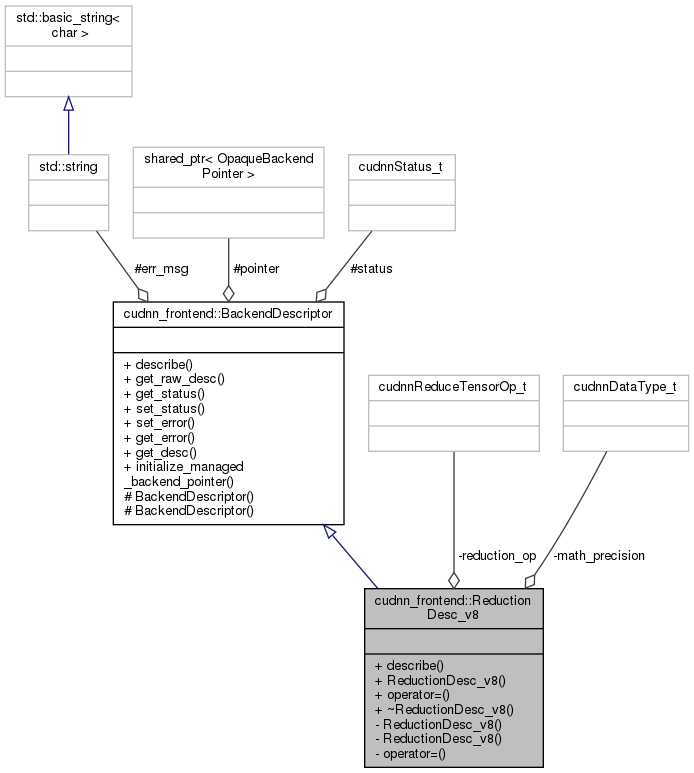 std::basic_string<
char >
std::string
shared_ptr< OpaqueBackend
Pointer >
cudnnStatus_t
#err_msg
#pointer
#status
cudnn_frontend::BackendDescriptor
+ describe()
+ get_raw_desc()
+ get_status()
+ set_status()
+ set_error()
+ get_error()
+ get_desc()
+ initialize_managed
_backend_pointer()
# BackendDescriptor()
# BackendDescriptor()
cudnnReduceTensorOp_t
cudnnDataType_t
-reduction_op
-math_precision
cudnn_frontend::Reduction
Desc_v8
+ describe()
+ ReductionDesc_v8()
+ operator=()
+ ~ReductionDesc_v8()
- ReductionDesc_v8()
- ReductionDesc_v8()
- operator=()